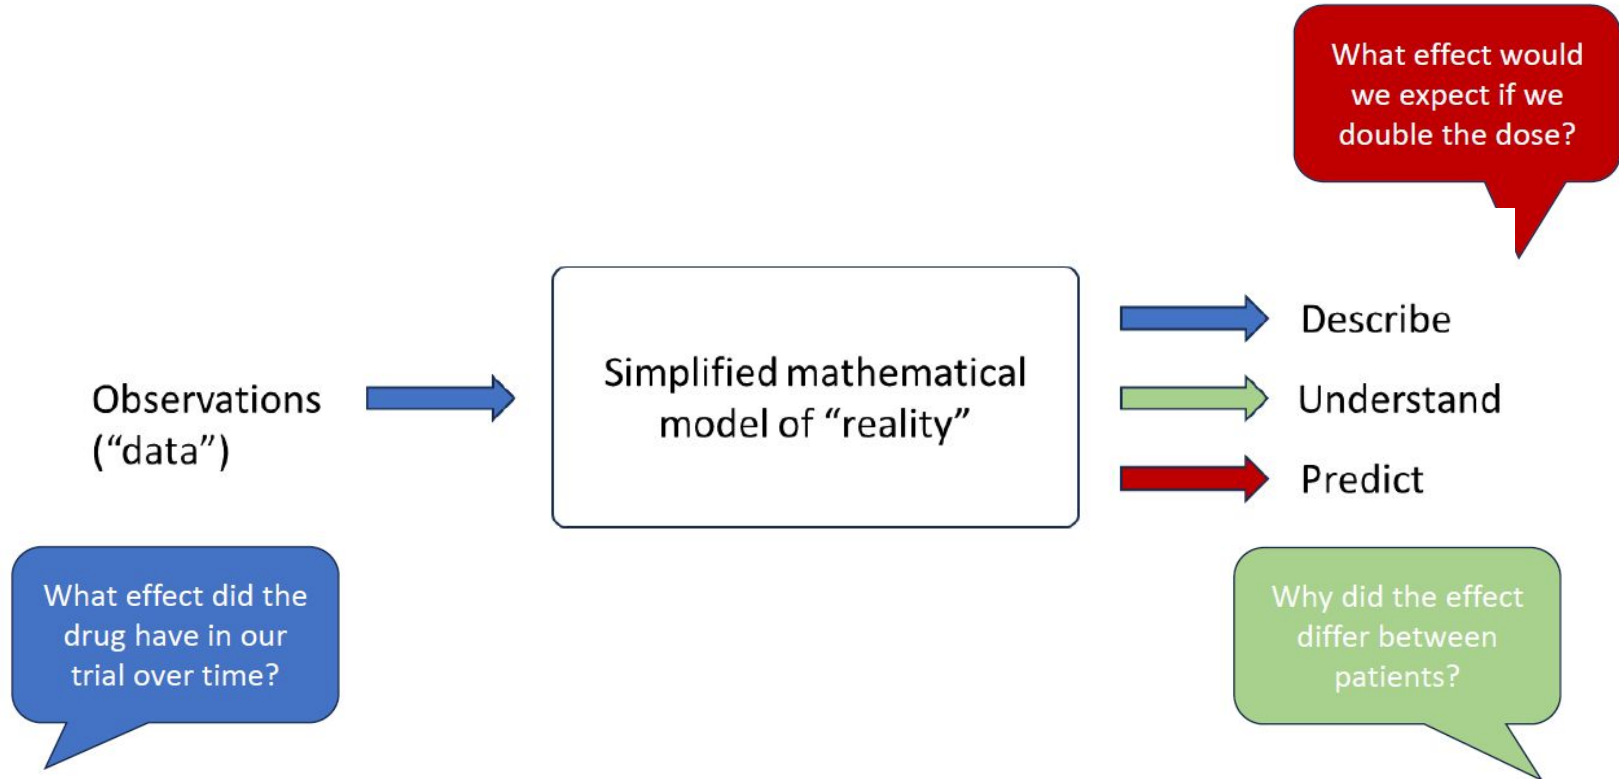 What effect would
we expect if we
double the dose?
Observations
(“data”)
Simplified mathematical
model of “reality”
Describe
Understand
Predict
What effect did the
drug have in our
trial over time?
Why did the effect
differ between
patients?